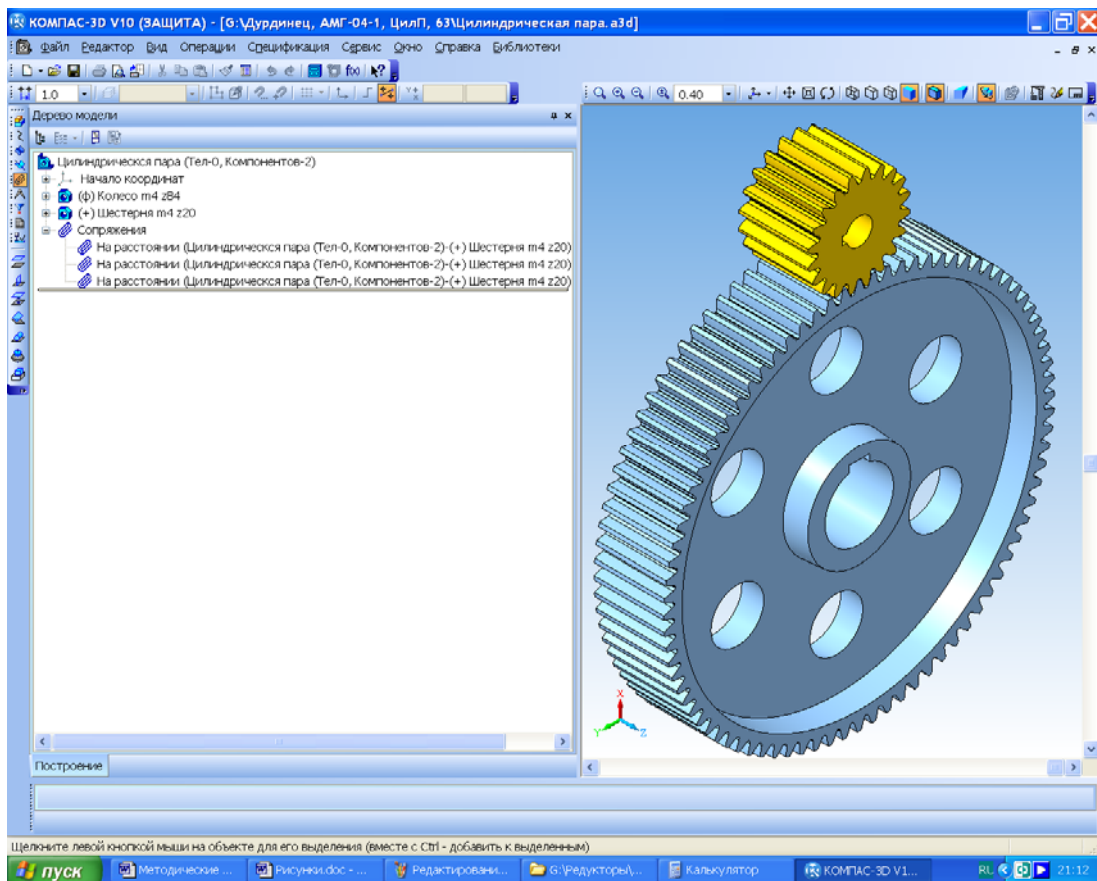 КОМПАС-3D V10 (ЗАЩИТА) - [G:\Дурдинец, АМГ-04-1, ЦилП, 63\Цилиндрическая пара.a3d]
Файл Редактор Вид Операции Спецификация Сервис Окно Справка Библиотеки
1.0
0.40
Дерево модели
Цилиндрическся пара (Тел-0, Компонентов-2)
Начало координат
(ф) Колесо m4 z84
(+) Шестерня m4 z20
Сопряжения
На расстоянии (Цилиндрическся пара (Тел-0, Компонентов-2)-(+) Шестерня m4 z20)
На расстоянии (Цилиндрическся пара (Тел-0, Компонентов-2)-(+) Шестерня m4 z20)
На расстоянии (Цилиндрическся пара (Тел-0, Компонентов-2)-(+) Шестерня m4 z20)
X
Y
Z
Построение
Щелкните левой кнопкой мыши на объекте для его выделения (вместе с Ctrl - добавить к выделенным)
пуск Методические ... Рисунки.doc - ... Редактировани... G:\Редукторы\... Калькулятор КОМПАС-3D V1... RU 21:12